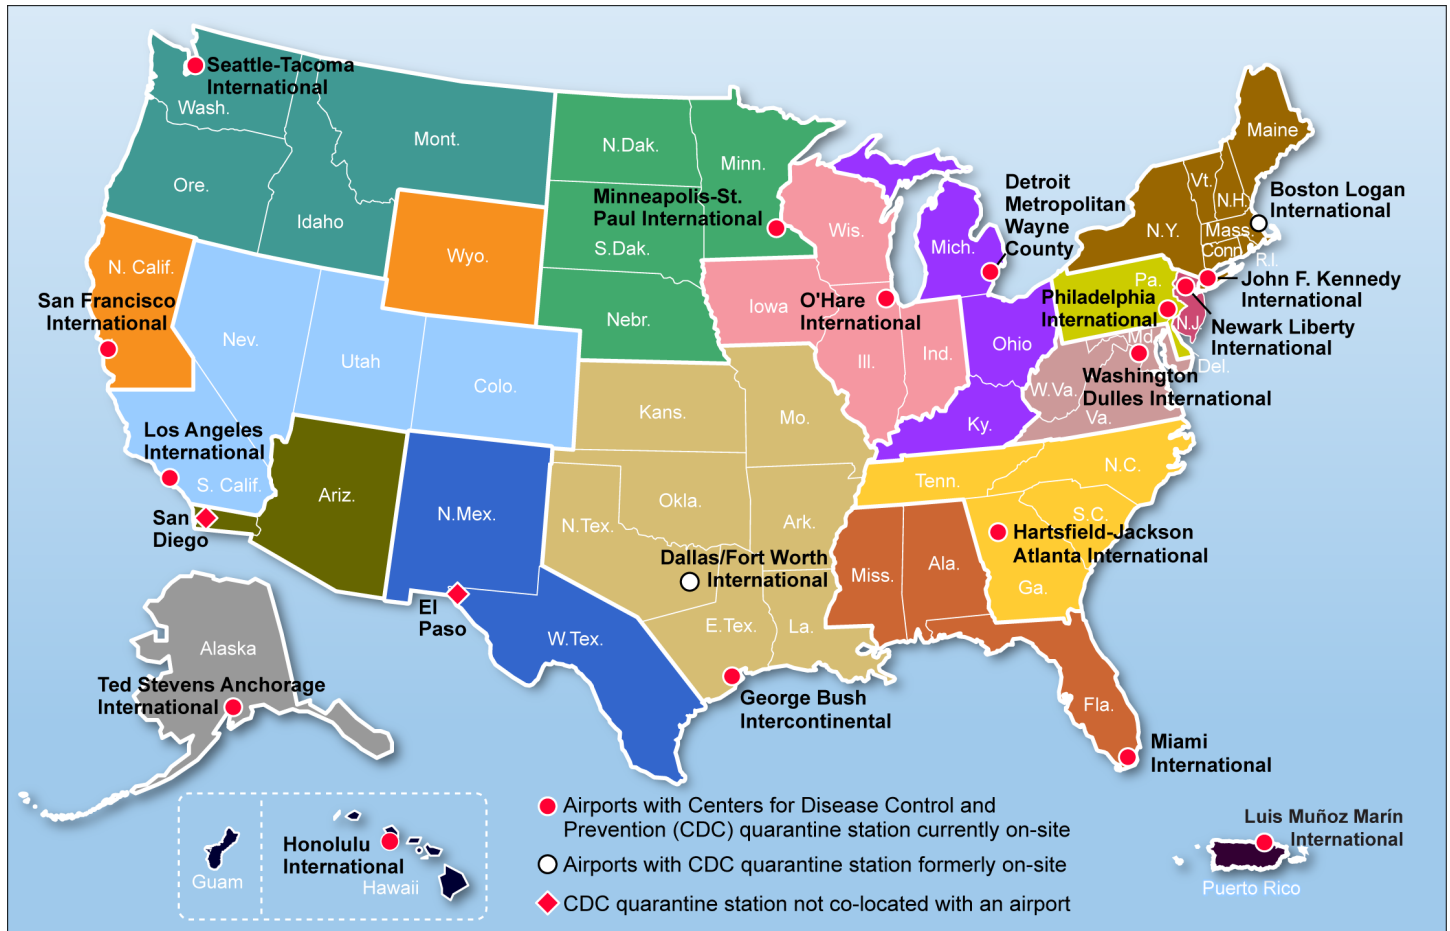 Seattle-Tacoma
International
Wash.
Mont.
Ore.
Idaho
Wyo.
N.Dak.
Minn.
Minneapolis-St.
Paul International
S.Dak.
Nebr.
Wis.
Iowa
O'Hare
International
Ill.
Ind.
Mich.
Detroit
Metropolitan
Wayne
County
Ohio
Ky.
Maine
Vt.
N.H.
N.Y.
Mass.
Conn.
R.I.
Boston Logan
International
John F. Kennedy
International
Pa.
Philadelphia
International
N.J.
Newark Liberty
International
Md.
Del.
Washington
Dulles International
W.Va.
Va.
N. Calif.
San Francisco
International
Nev.
Utah
Colo.
Los Angeles
International
S. Calif.
San
Diego
Ariz.
N.Mex.
El
Paso
W.Tex.
Kans.
Mo.
Okla.
N.Tex.
Ark.
Dallas/Fort Worth
International
E.Tex.
La.
George Bush
Intercontinental
Tenn.
N.C.
S.C.
Hartsfield-Jackson
Atlanta International
Ga.
Miss.
Ala.
Fla.
Miami
International
Alaska
Ted Stevens Anchorage
International
Guam
Honolulu
International
Hawaii
Luis Muñoz Marín
International
Puerto Rico
Airports with Centers for Disease Control and
Prevention (CDC) quarantine station currently on-site
Airports with CDC quarantine station formerly on-site
CDC quarantine station not co-located with an airport